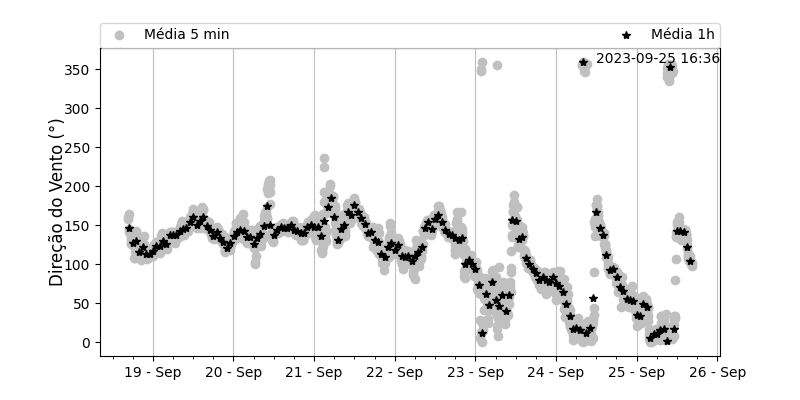 Média 5 min
Média 1h
2023-09-25 16:36
Direção do Vento (°)
350
300
250
200
150
100
50
0
19 - Sep
20 - Sep
21 - Sep
22 - Sep
23 - Sep
24 - Sep
25 - Sep
26 - Sep